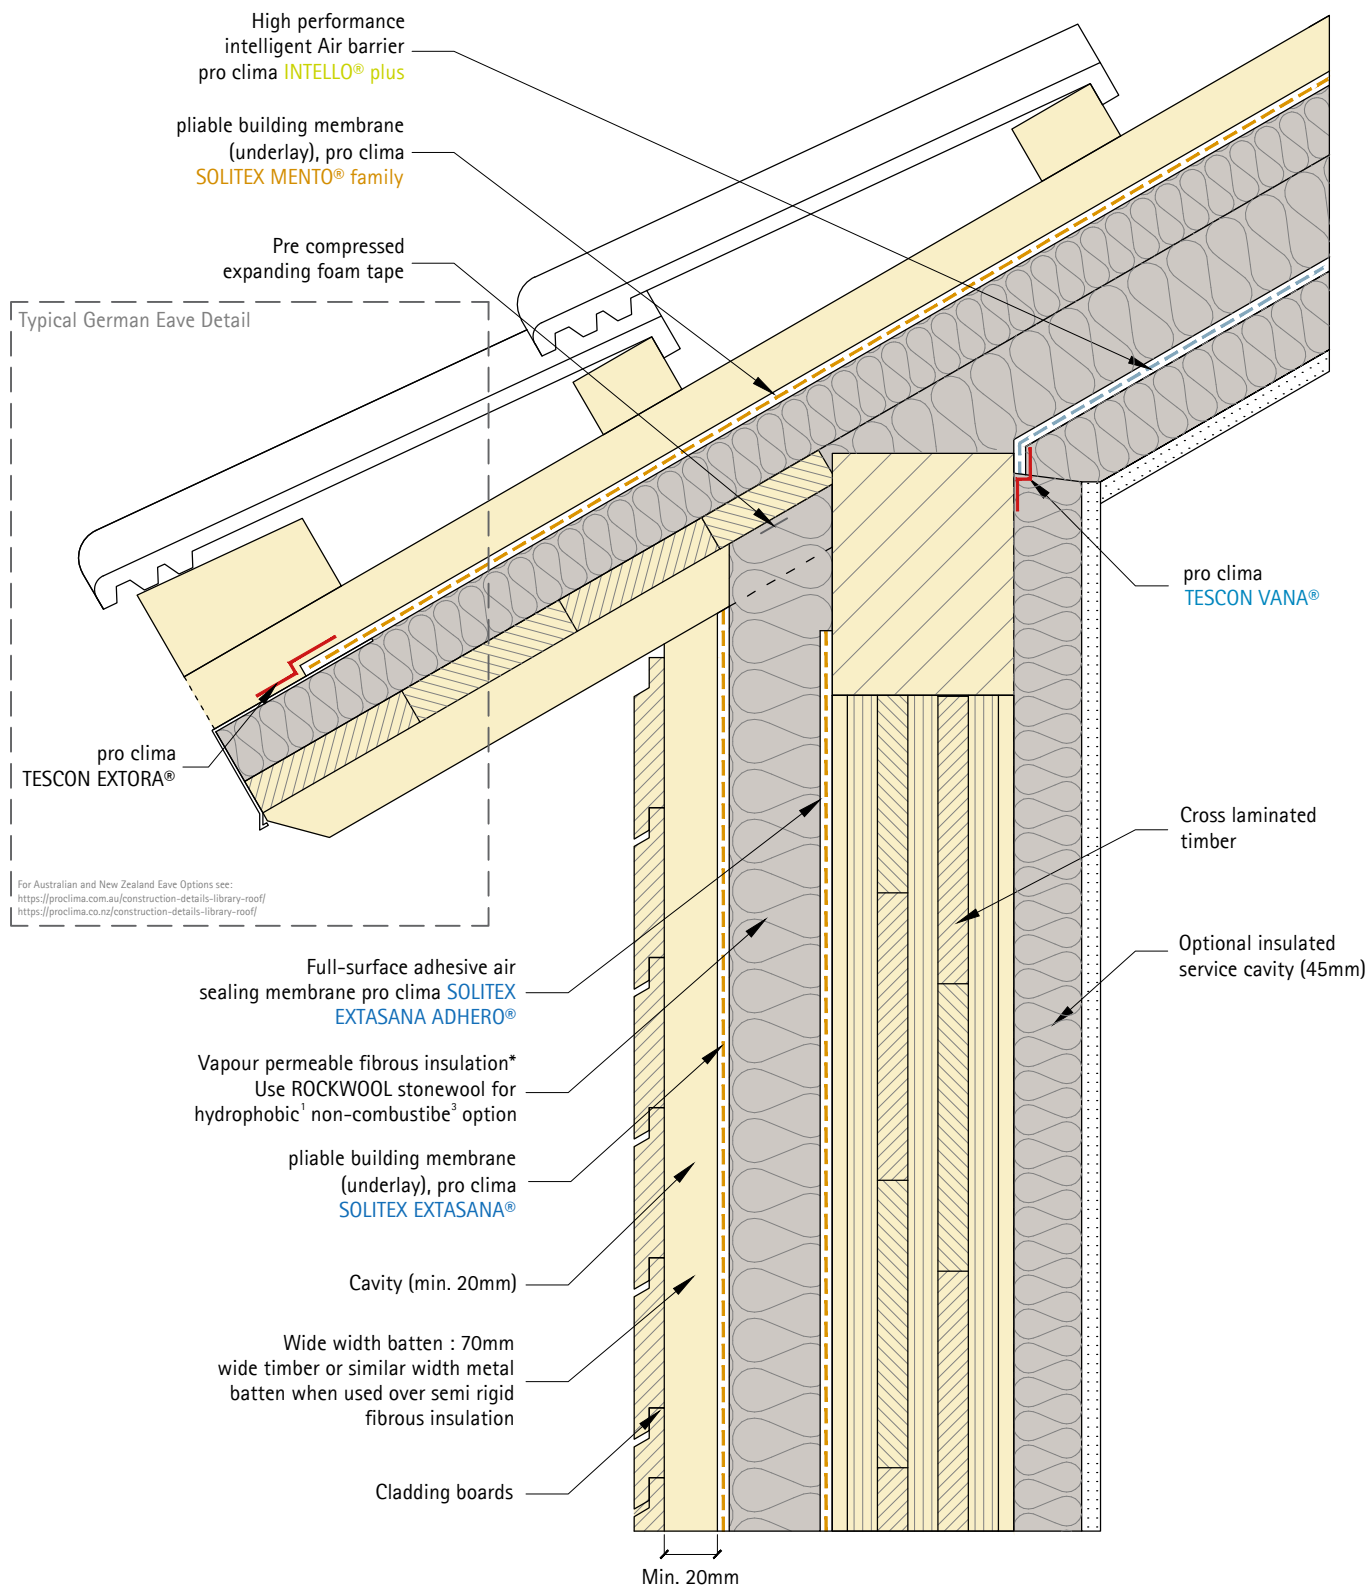 High performance
intelligent Air barrier
pro clima INTELLO® plus
pliable building membrane
(underlay), pro clima
SOLITEX MENTO® family
Pre compressed
expanding foam tape
Typical German Eave Detail
pro clima
TESCON VANA®
pro clima
TESCON EXTORA®
Cross laminated
timber
For Australian and New Zealand Eave Options see:
https://proclima.com.au/construction-details-library-roof/
https://proclima.co.nz/construction-details-library-roof/
Optional insulated
service cavity (45mm)
Full-surface adhesive air
sealing membrane pro clima SOLITEX
EXTASANA ADHERO®
Vapour permeable fibrous insulation*
Use ROCKWOOL stonewool for
hydrophobic¹ non-combustibe³ option
pliable building membrane
(underlay), pro clima
SOLITEX EXTASANA®
Cavity (min. 20mm)
Wide width batten : 70mm
wide timber or similar width metal
batten when used over semi rigid
fibrous insulation
Cladding boards
Min. 20mm